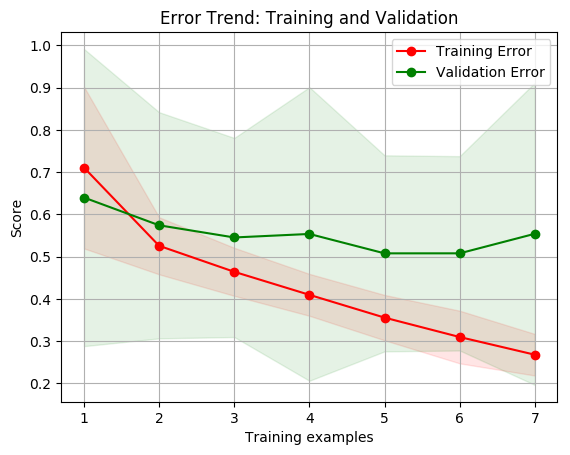 Error Trend: Training and Validation
Training Error
Validation Error
1.0
0.9
0.8
0.7
0.6
0.5
0.4
0.3
0.2
Score
1 2 3 4 5 6 7
Training examples